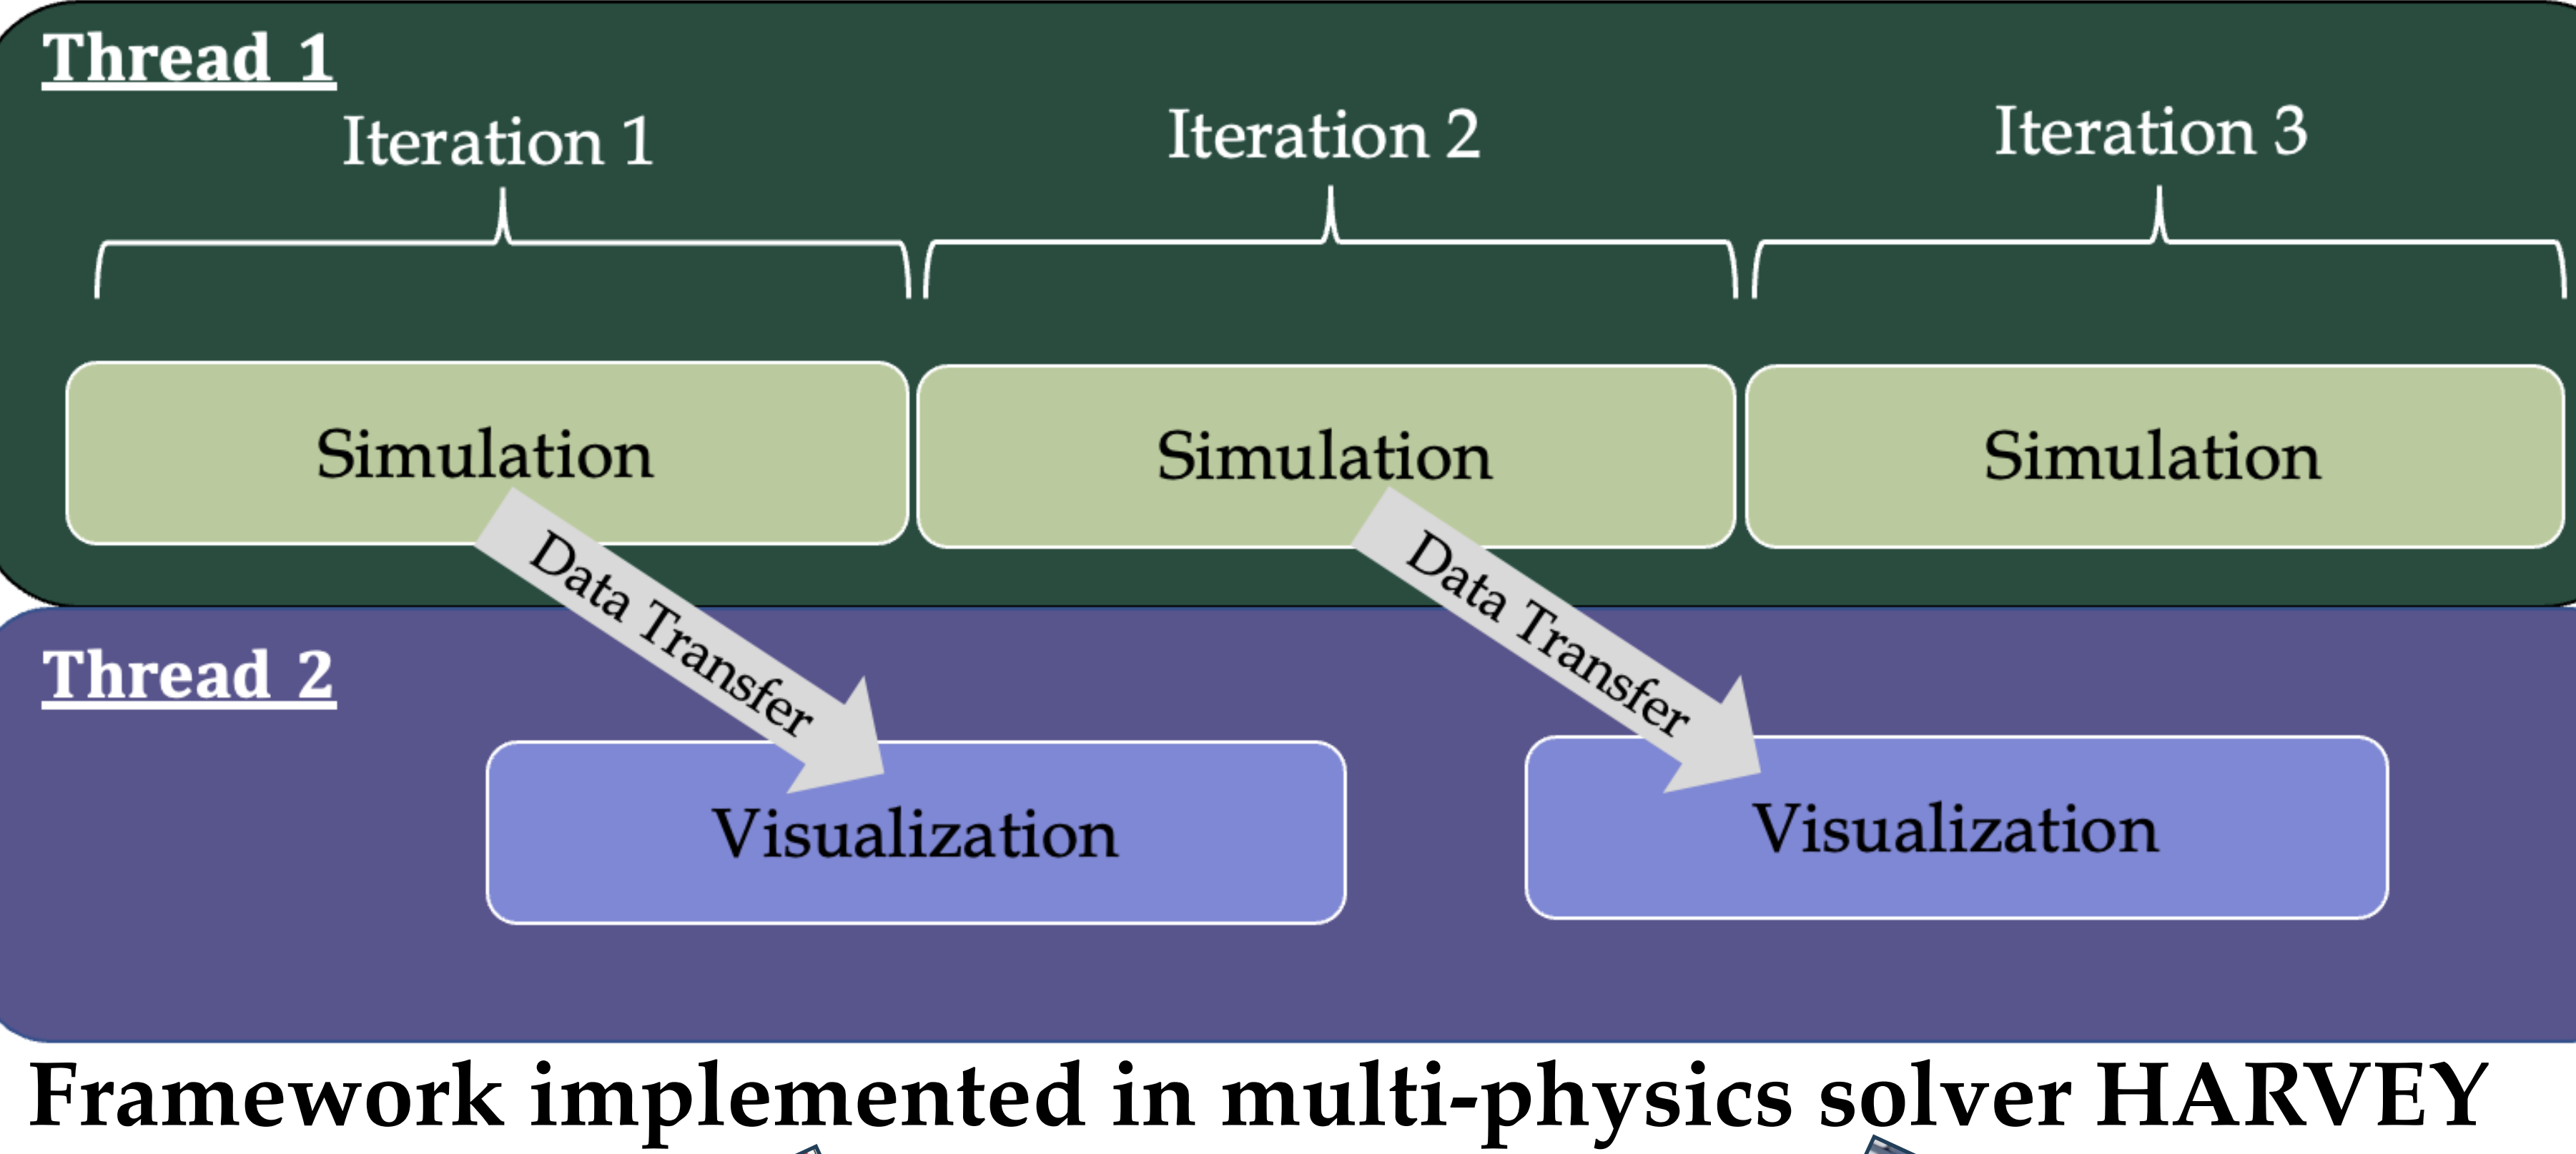 Thread 1
Iteration 1
Iteration 2
Iteration 3
Simulation
Simulation
Simulation
Data Transfer
Data Transfer
Thread 2
Visualization
Visualization
Framework implemented in multi-physics solver HARVEY